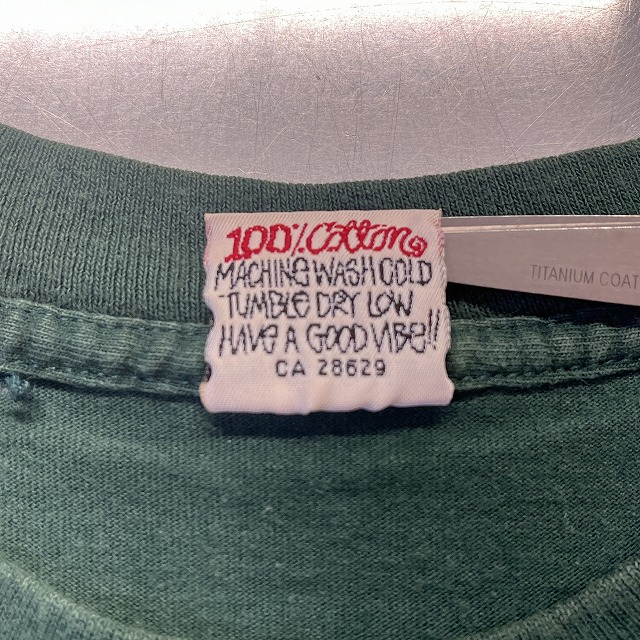 100% Cotton
MACHINE WASH COLD
TUMBLE DRY LOW
HAVE A GOOD VIBE!!
CA 28629
TITANIUM COAT